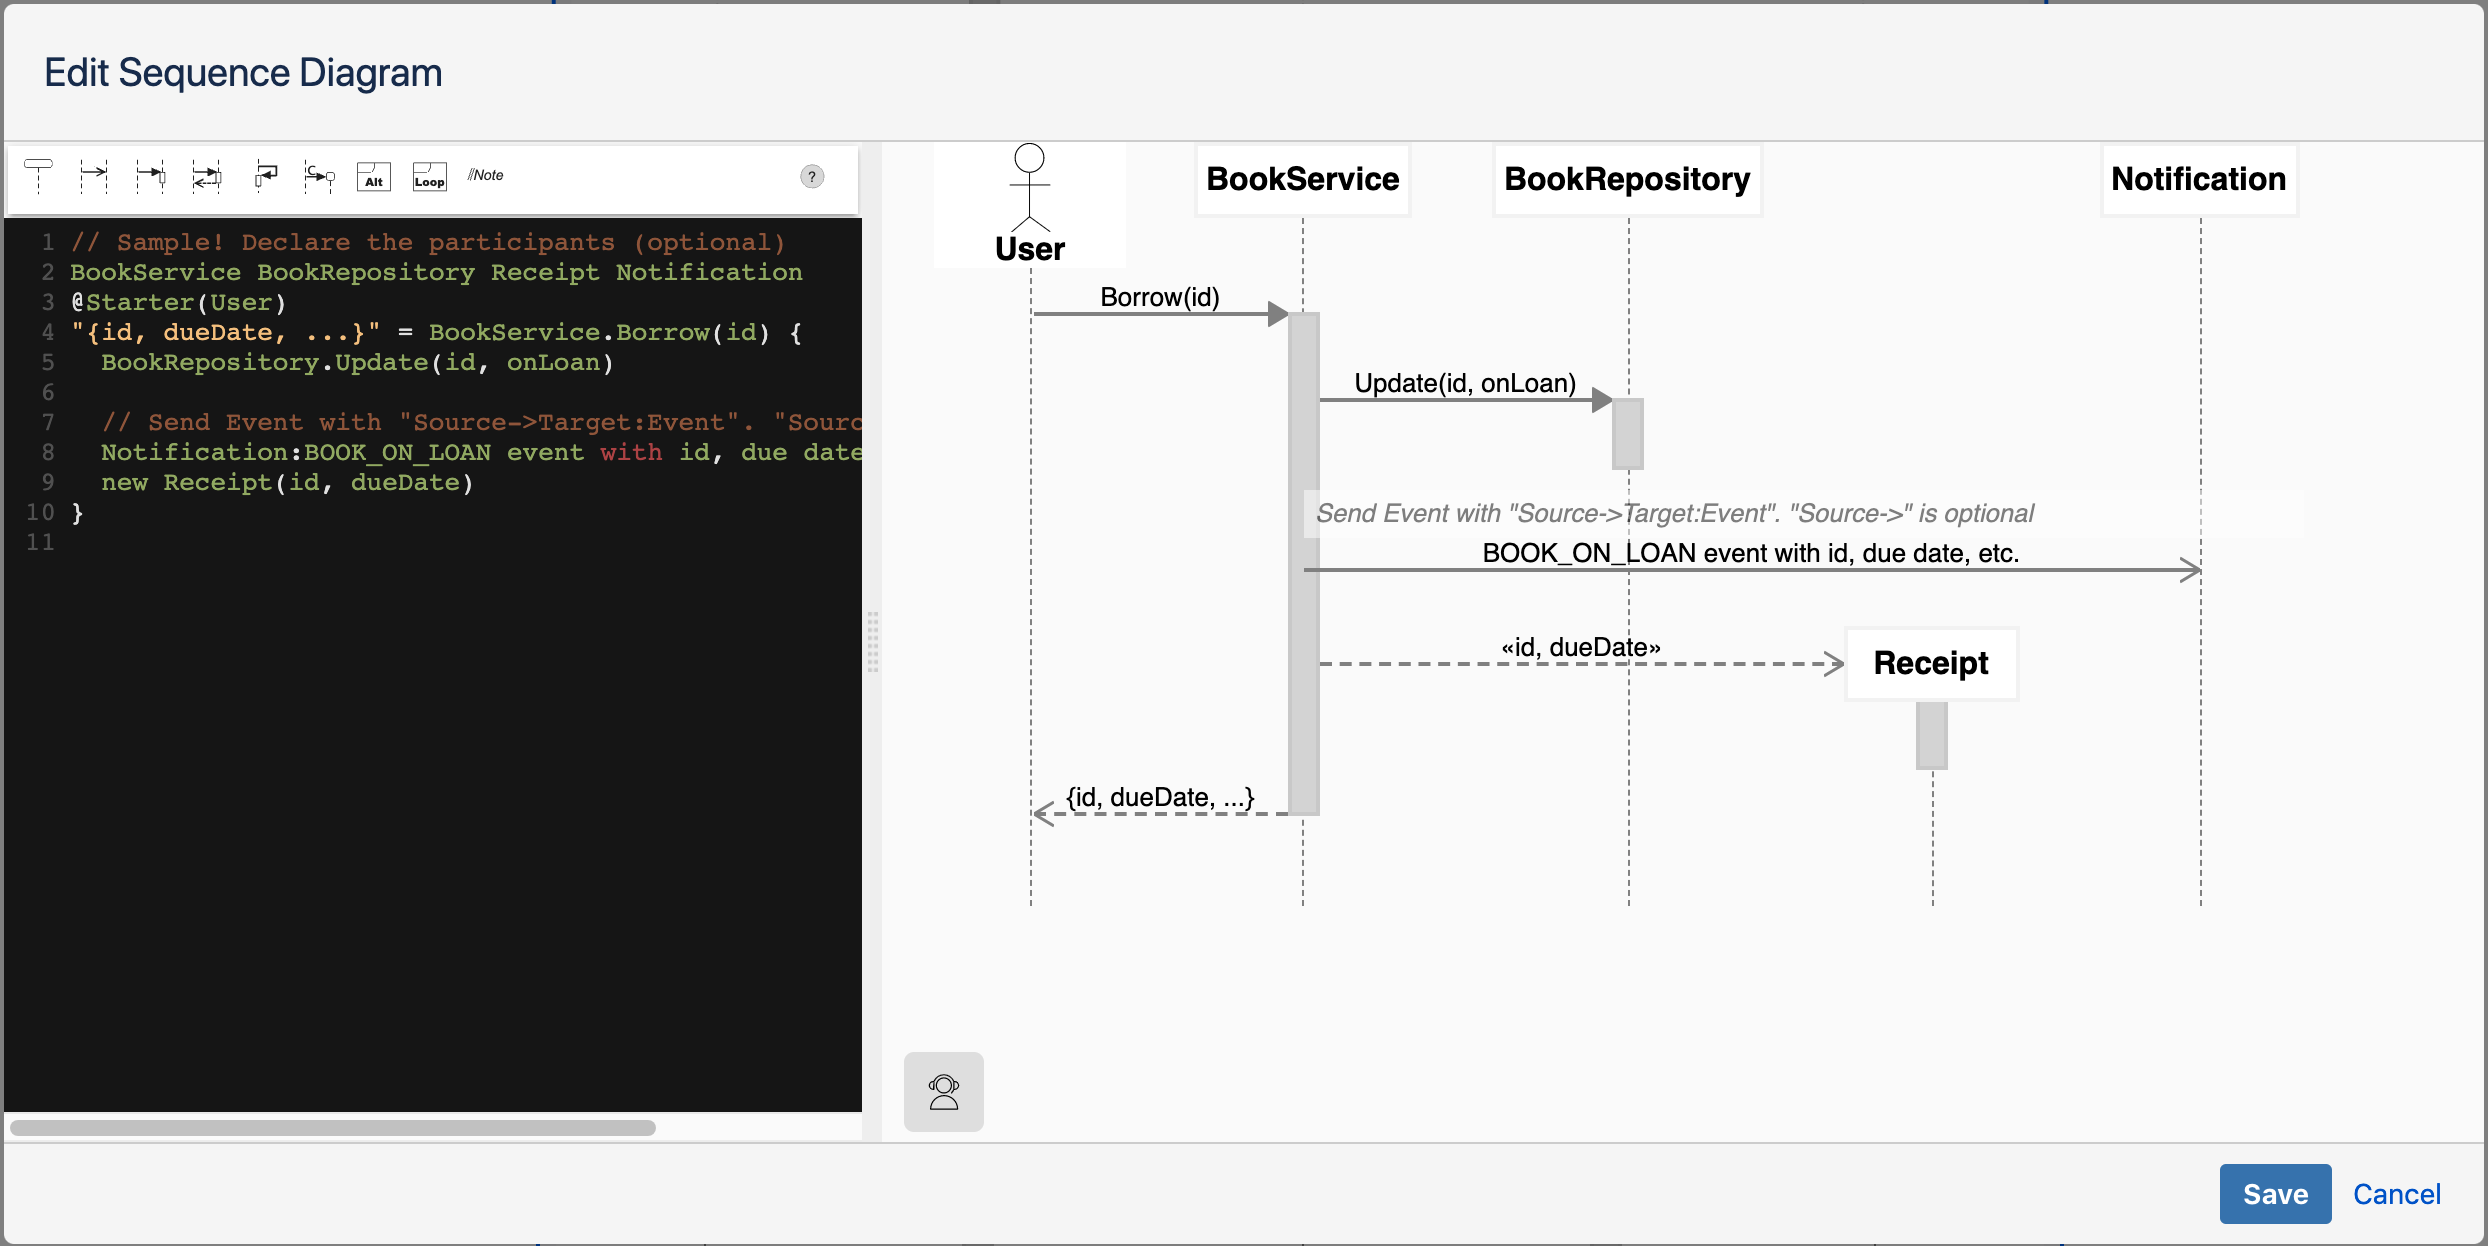 Edit Sequence Diagram
Alt
Loop
//Note
?
1 // Sample! Declare the participants (optional)
2 BookService BookRepository Receipt Notification
3 @Starter(User)
4 "{id, dueDate, ...}" = BookService.Borrow(id) {
5   BookRepository.Update(id, onLoan)
6
7   // Send Event with "Source->Target:Event". "Sourc
8   Notification:BOOK_ON_LOAN event with id, due date
9   new Receipt(id, dueDate)
10 }
11
User
BookService
BookRepository
Notification
Borrow(id)
Update(id, onLoan)
Send Event with "Source->Target:Event". "Source->" is optional
BOOK_ON_LOAN event with id, due date, etc.
«id, dueDate»
Receipt
{id, dueDate, ...}
Save
Cancel